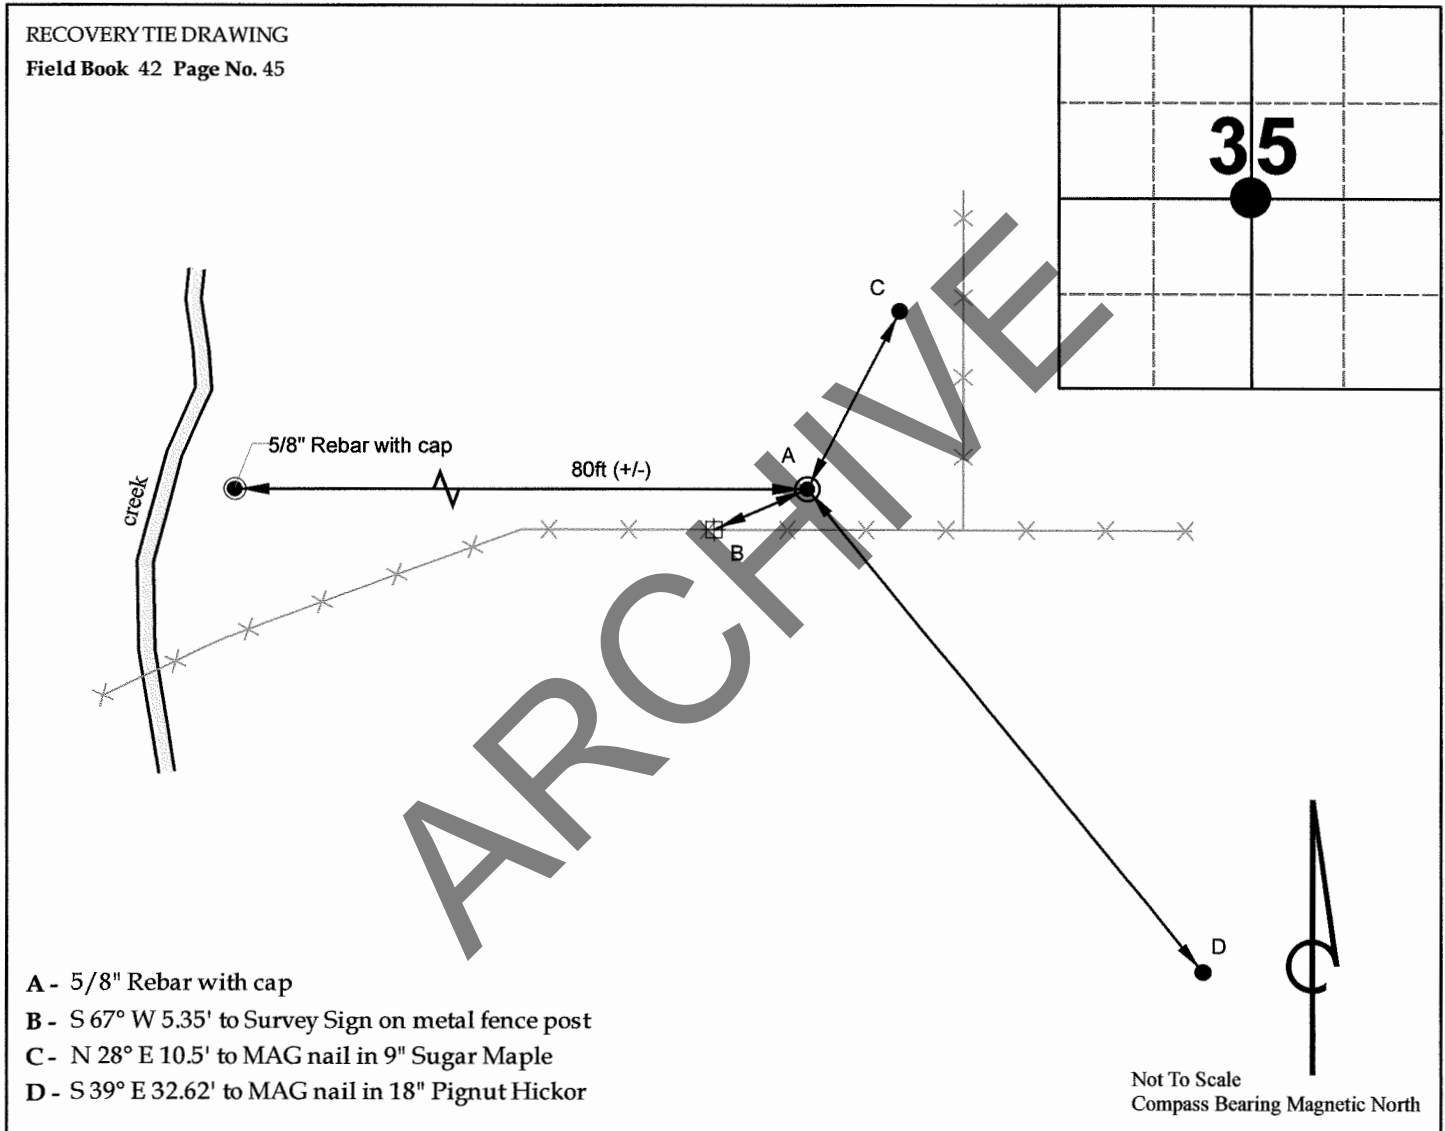 RECOVERY TIE DRAWING
Field Book 42 Page No. 45
35
C
5/8" Rebar with cap
80ft (+/-)
A
creek
B
ARCHIVE
D
A - 5/8" Rebar with cap
B - S 67° W 5.35' to Survey Sign on metal fence post
C - N 28° E 10.5' to MAG nail in 9" Sugar Maple
D - S 39° E 32.62' to MAG nail in 18" Pignut Hickor
Not To Scale
Compass Bearing Magnetic North